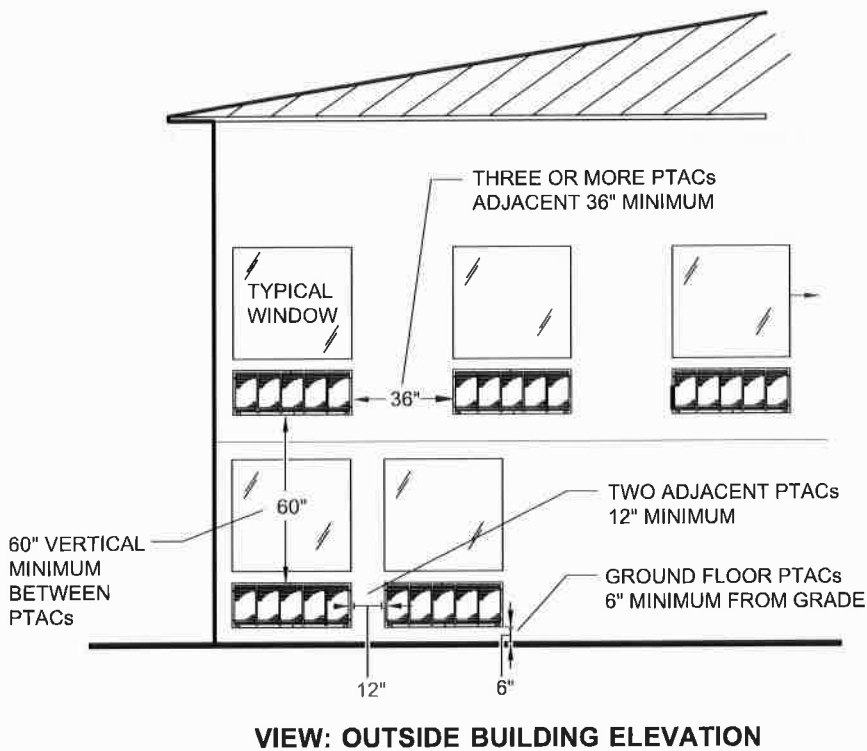 THREE OR MORE PTACs
ADJACENT 36" MINIMUM
TYPICAL
WINDOW
36"
60"
TWO ADJACENT PTACs
12" MINIMUM
60" VERTICAL
MINIMUM
BETWEEN
PTACs
GROUND FLOOR PTACs
6" MINIMUM FROM GRADE
12"
6"
VIEW: OUTSIDE BUILDING ELEVATION